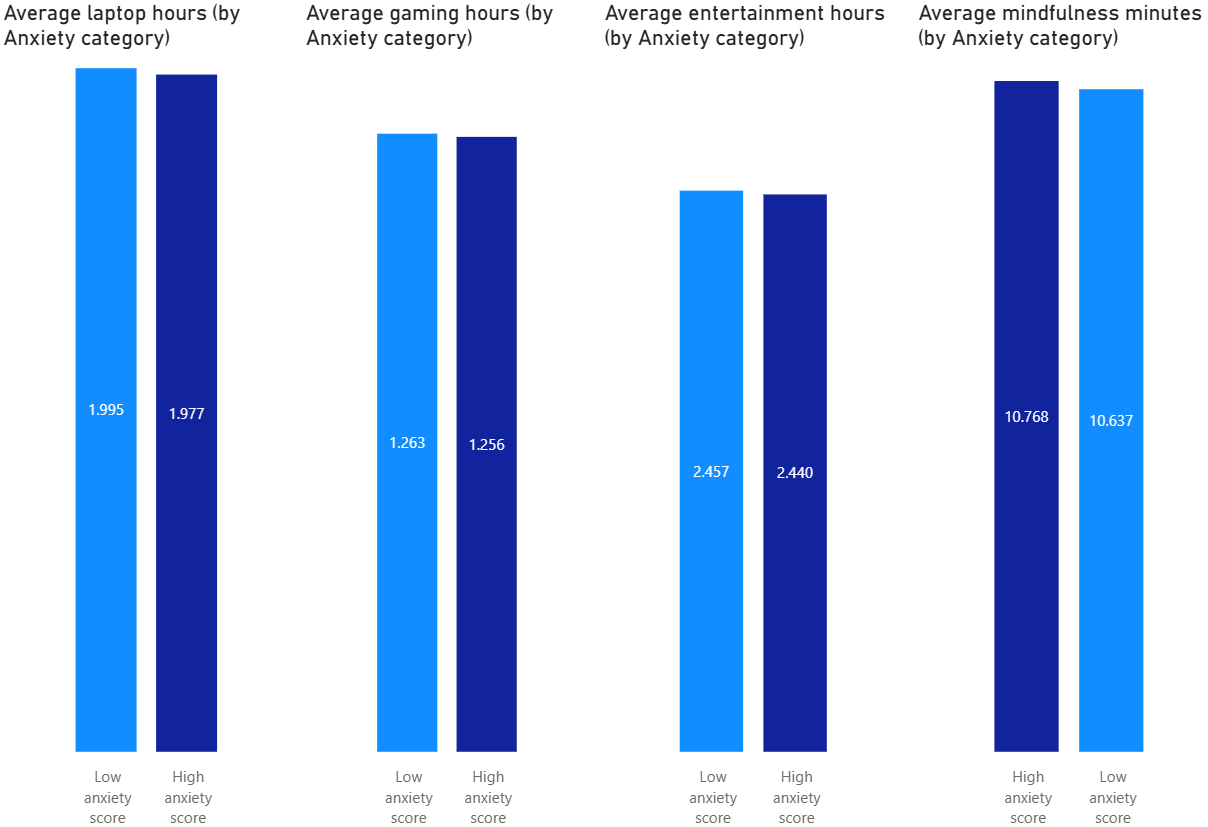 Average laptop hours (by
Anxiety category)
1.995
1.977
Low
anxiety
score
High
anxiety
score
Average gaming hours (by
Anxiety category)
1.263
1.256
Low
anxiety
score
High
anxiety
score
Average entertainment hours
(by Anxiety category)
2.457
2.440
Low
anxiety
score
High
anxiety
score
Average mindfulness minutes
(by Anxiety category)
10.768
10.637
High
anxiety
score
Low
anxiety
score